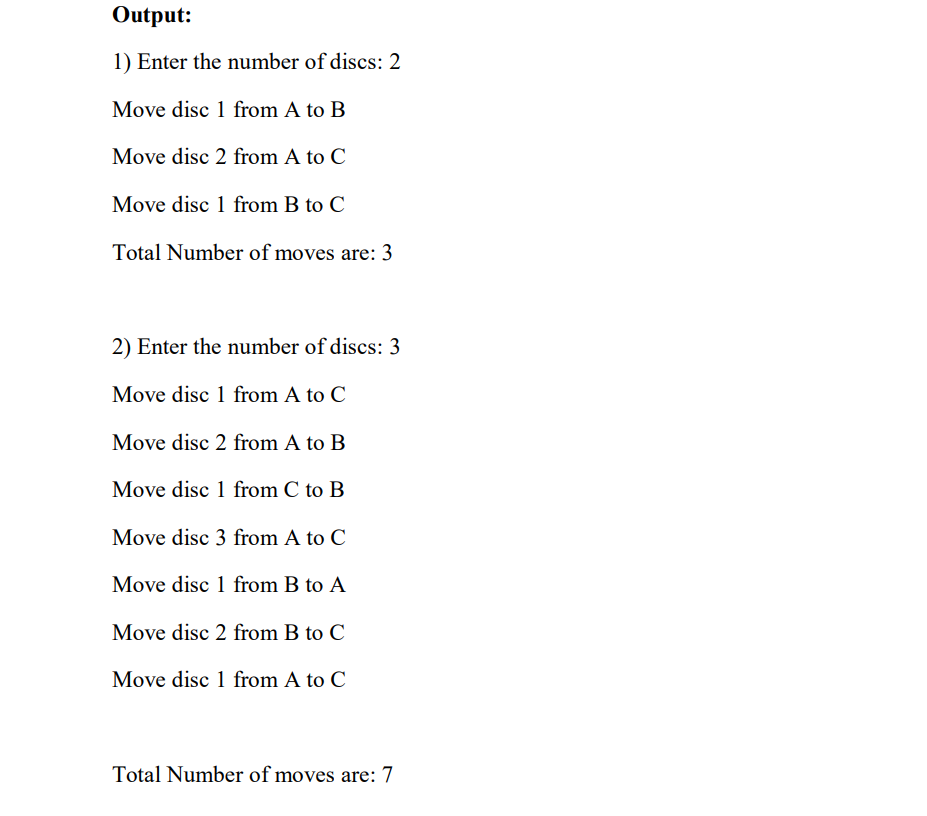 Output:
1) Enter the number of discs: 2
Move disc 1 from A to B
Move disc 2 from A to C
Move disc 1 from B to C
Total Number of moves are: 3
2) Enter the number of discs: 3
Move disc 1 from A to C
Move disc 2 from A to B
Move disc 1 from C to B
Move disc 3 from A to C
Move disc 1 from B to A
Move disc 2 from B to C
Move disc 1 from A to C
Total Number of moves are: 7